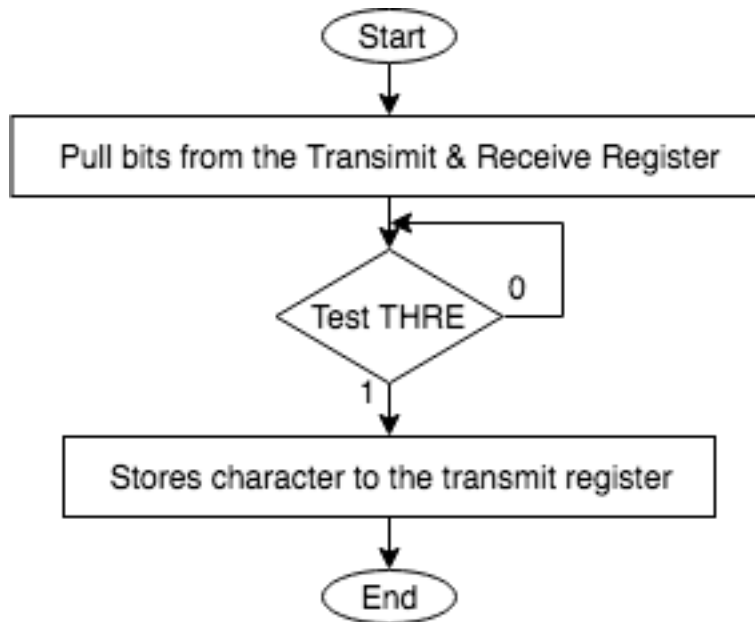 Start
Pull bits from the Transimit & Receive Register
Test THRE
0
1
Stores character to the transmit register
End